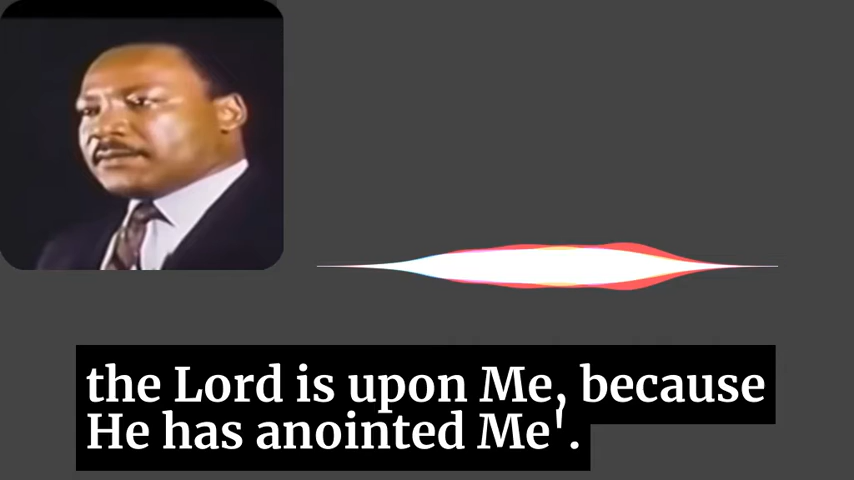 the Lord is upon Me, because
He has anointed Me'.